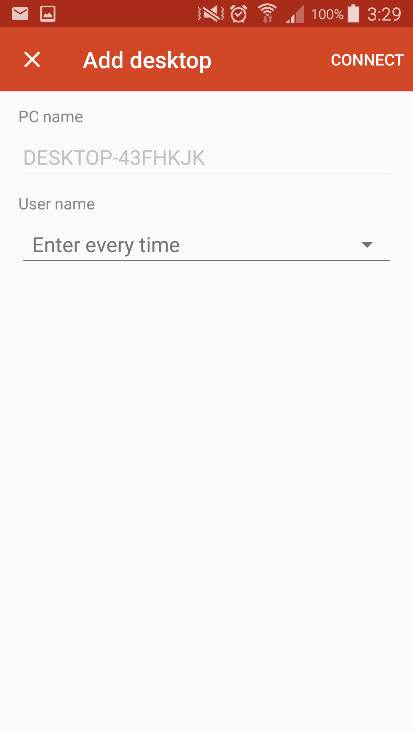 100% 3:29
Add desktop CONNECT
PC name
DESKTOP-43FHKJK
User name
Enter every time